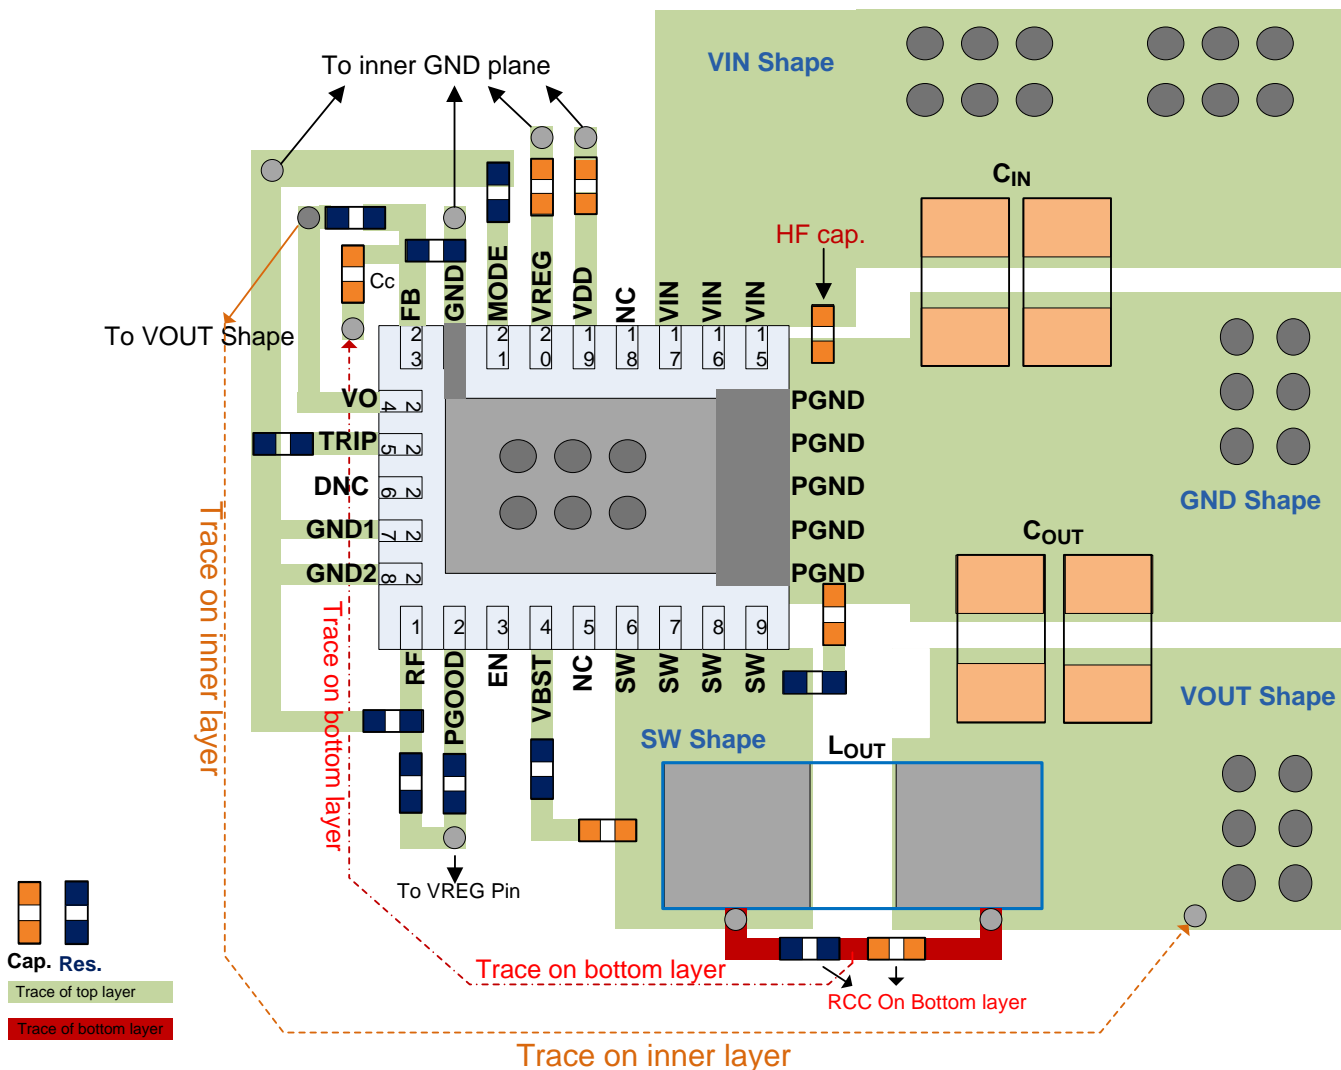 To inner GND plane
VIN Shape
C_IN
HF cap.
Cc
FB
GND
MODE
VREG
VDD
NC
VIN
VIN
VIN
To VOUT Shape
23
21
20
19
18
17
16
15
VO
24
TRIP
25
DNC
26
GND1
27
GND2
28
PGND
PGND
PGND
PGND
PGND
GND Shape
C_OUT
1
2
3
4
5
6
7
8
9
RF
PGOOD
EN
VBST
NC
SW
SW
SW
SW
Trace on inner layer
Trace on bottom layer
SW Shape
L_OUT
VOUT Shape
To VREG Pin
Cap.
Res.
Trace of top layer
Trace of bottom layer
Trace on bottom layer
RCC On Bottom layer
Trace on inner layer